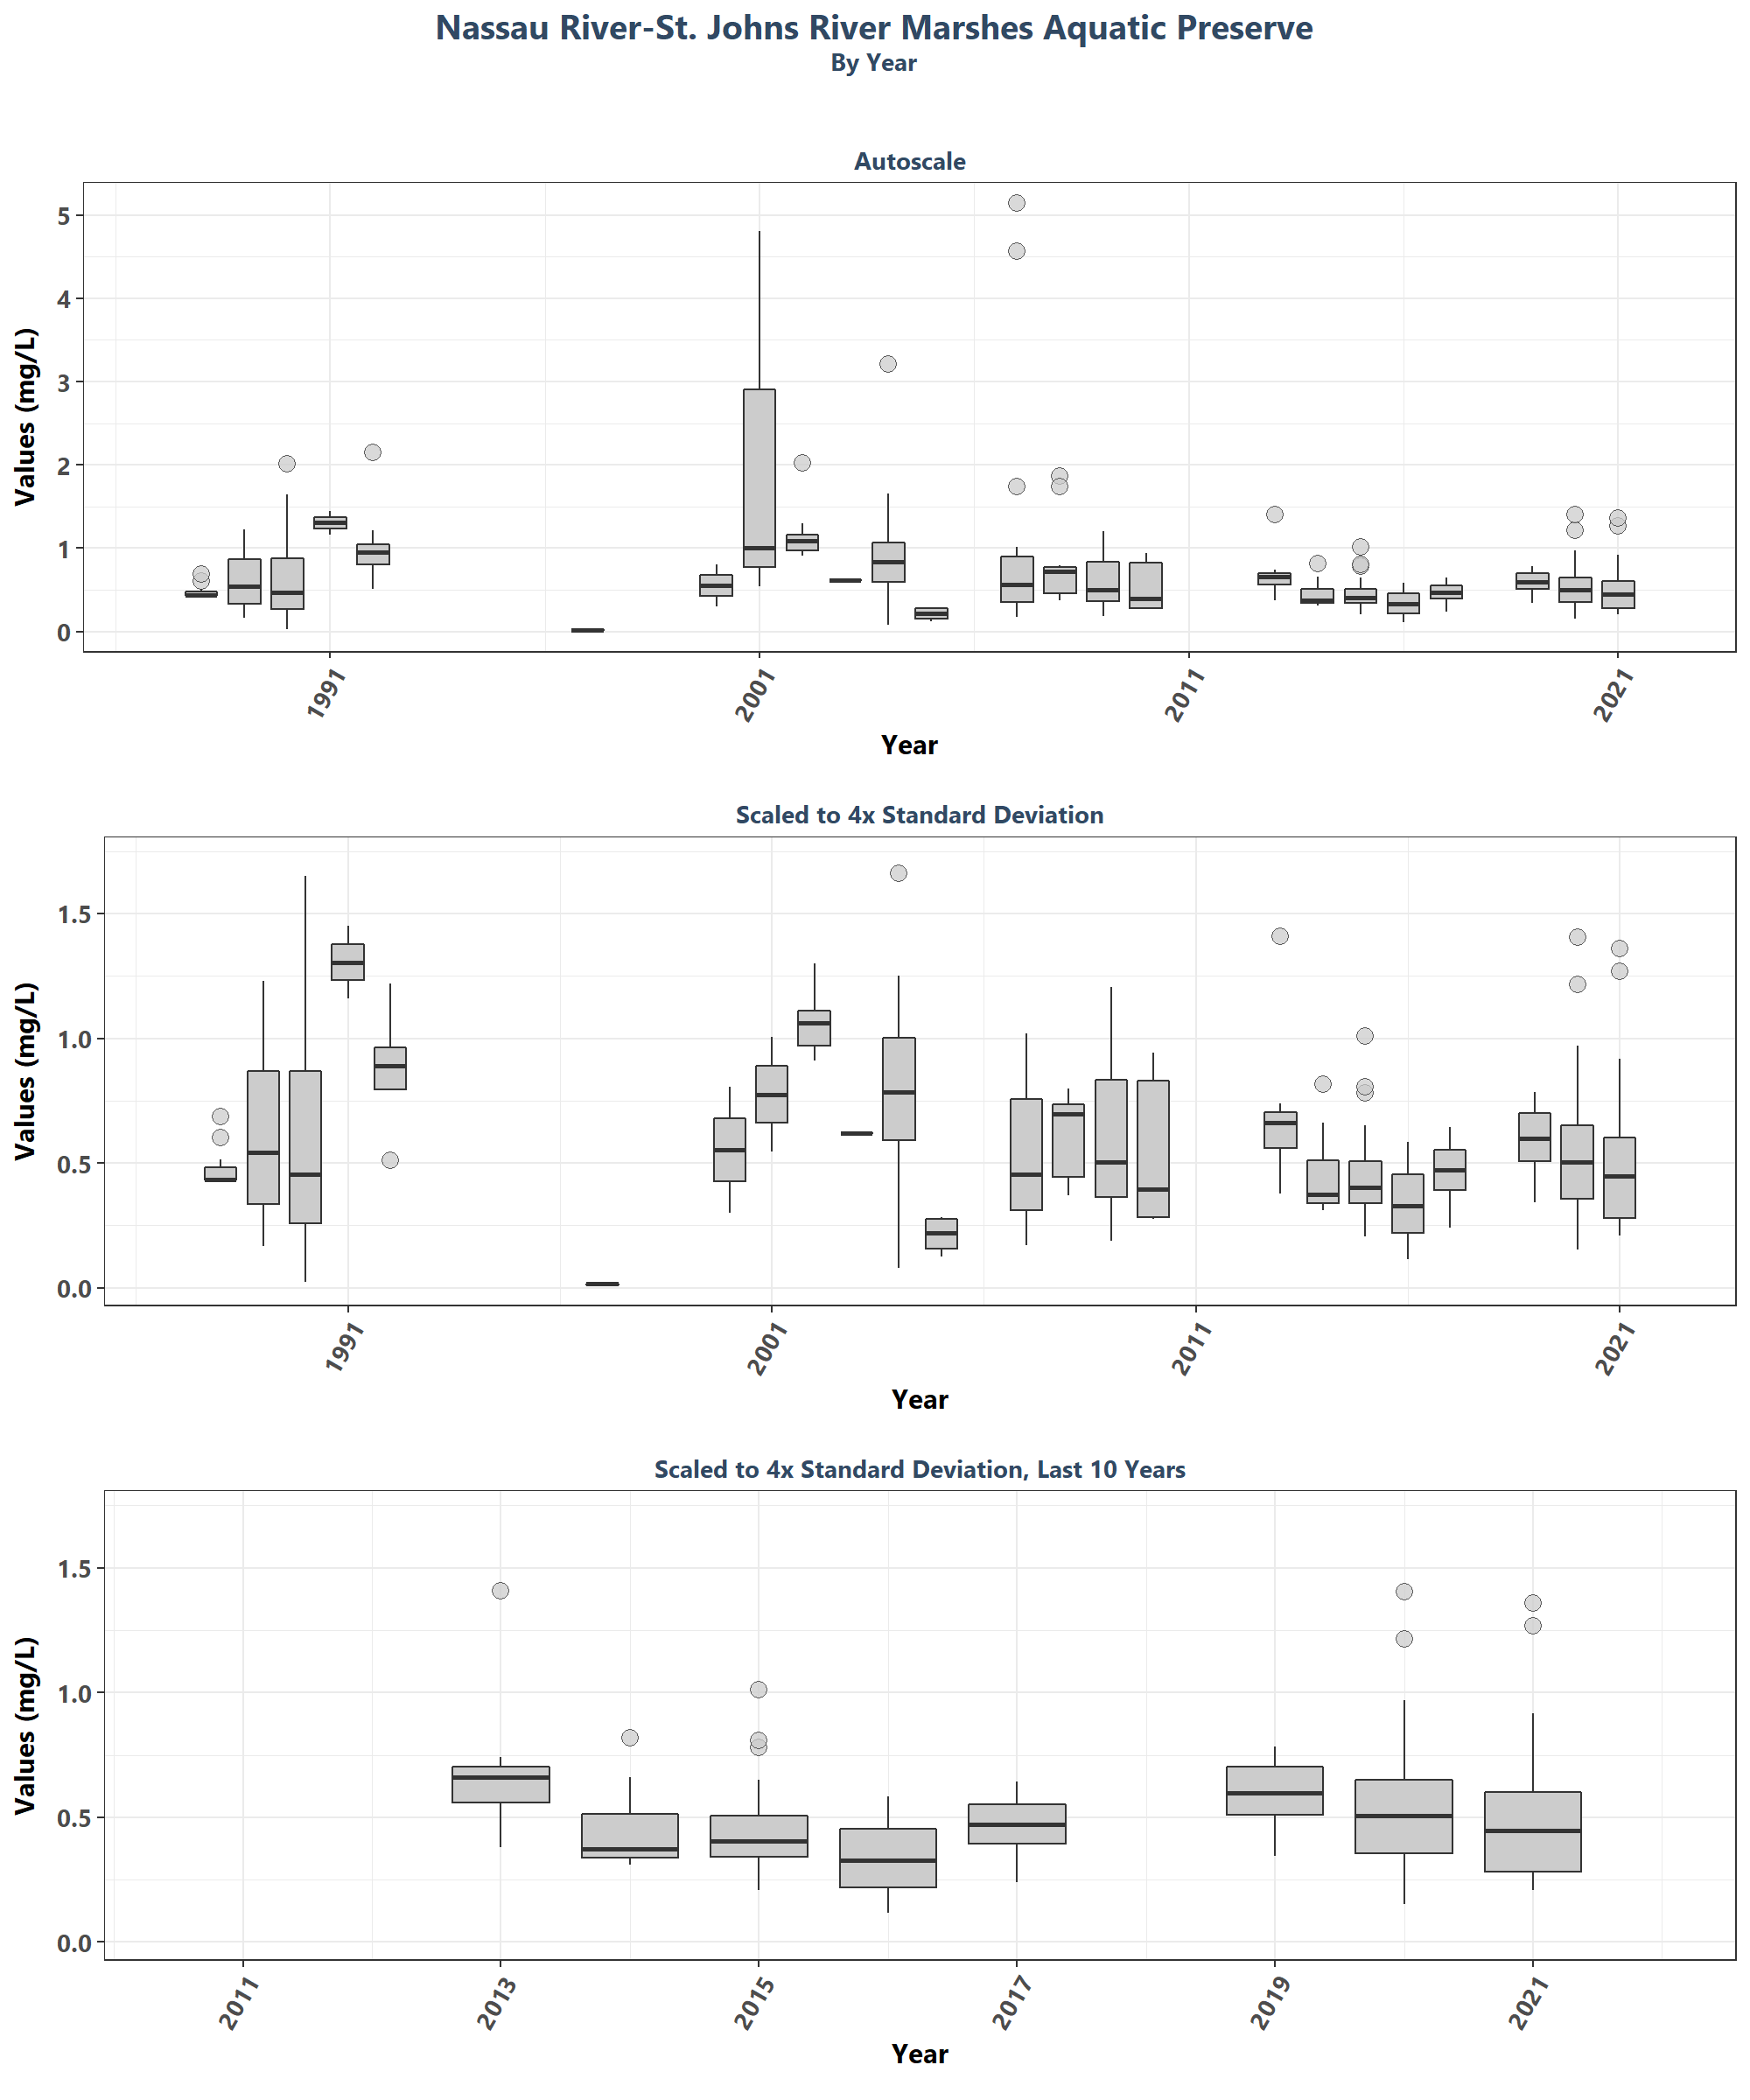 Nassau River-St. Johns River Marshes Aquatic Preserve
By Year
Autoscale
Values (mg/L)
5
4
3
2
1
0
1991
2001
2011
2021
Year
Scaled to 4x Standard Deviation
Values (mg/L)
1.5
1.0
0.5
0.0
1991
2001
2011
2021
Year
Scaled to 4x Standard Deviation, Last 10 Years
Values (mg/L)
1.5
1.0
0.5
0.0
2011
2013
2015
2017
2019
2021
Year